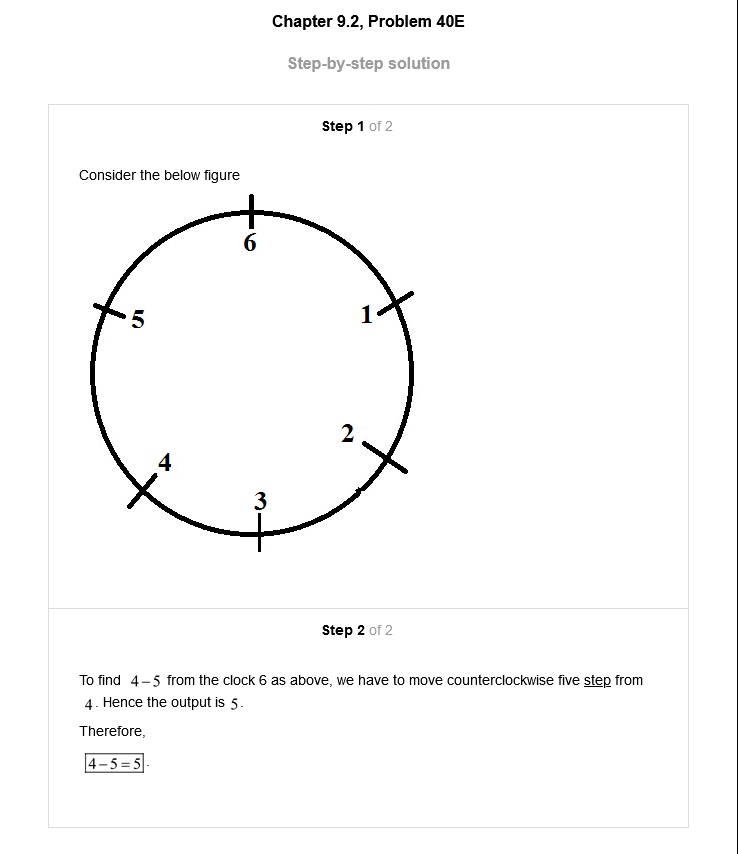 Chapter 9.2, Problem 40E
Step-by-step solution
Step 1 of 2
Consider the below figure
6
5
1
2
4
3
Step 2 of 2
To find 4–5 from the clock 6 as above, we have to move counterclockwise five step from
4. Hence the output is 5.
Therefore,
4–5=5.